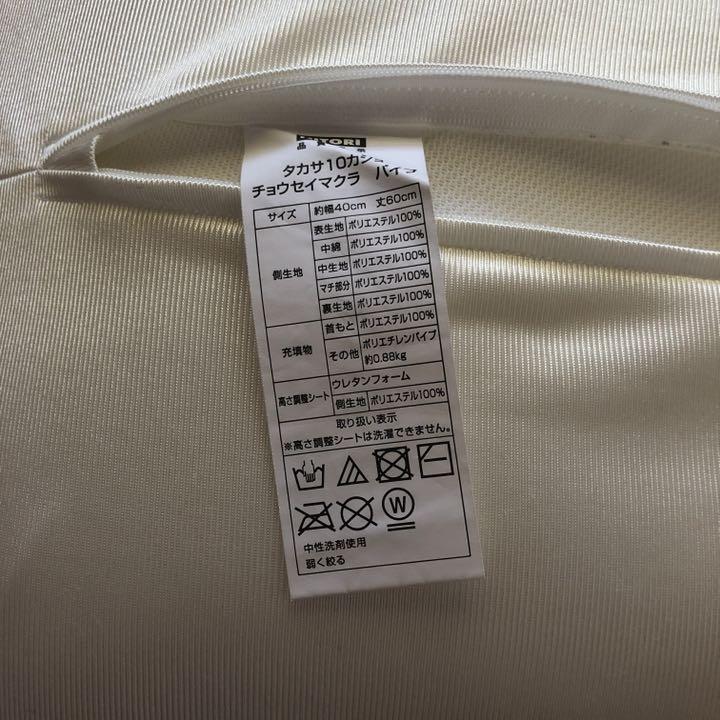 タカサ10カショ
チョウセイマクラ パイプ
サイズ 約幅40cm 丈60cm
側生地 表生地 ポリエステル100%
中綿 ポリエステル100%
中生地 ポリエステル100%
マチ部分 ポリエステル100%
裏生地 ポリエステル100%
充填物 首もと ポリエステル100%
その他 ポリエチレンパイプ
約0.88kg
高さ調整シート ウレタンフォーム
側生地 ポリエステル100%
取り扱い表示
※高さ調整シートは洗濯できません。
W
中性洗剤使用
弱く絞る